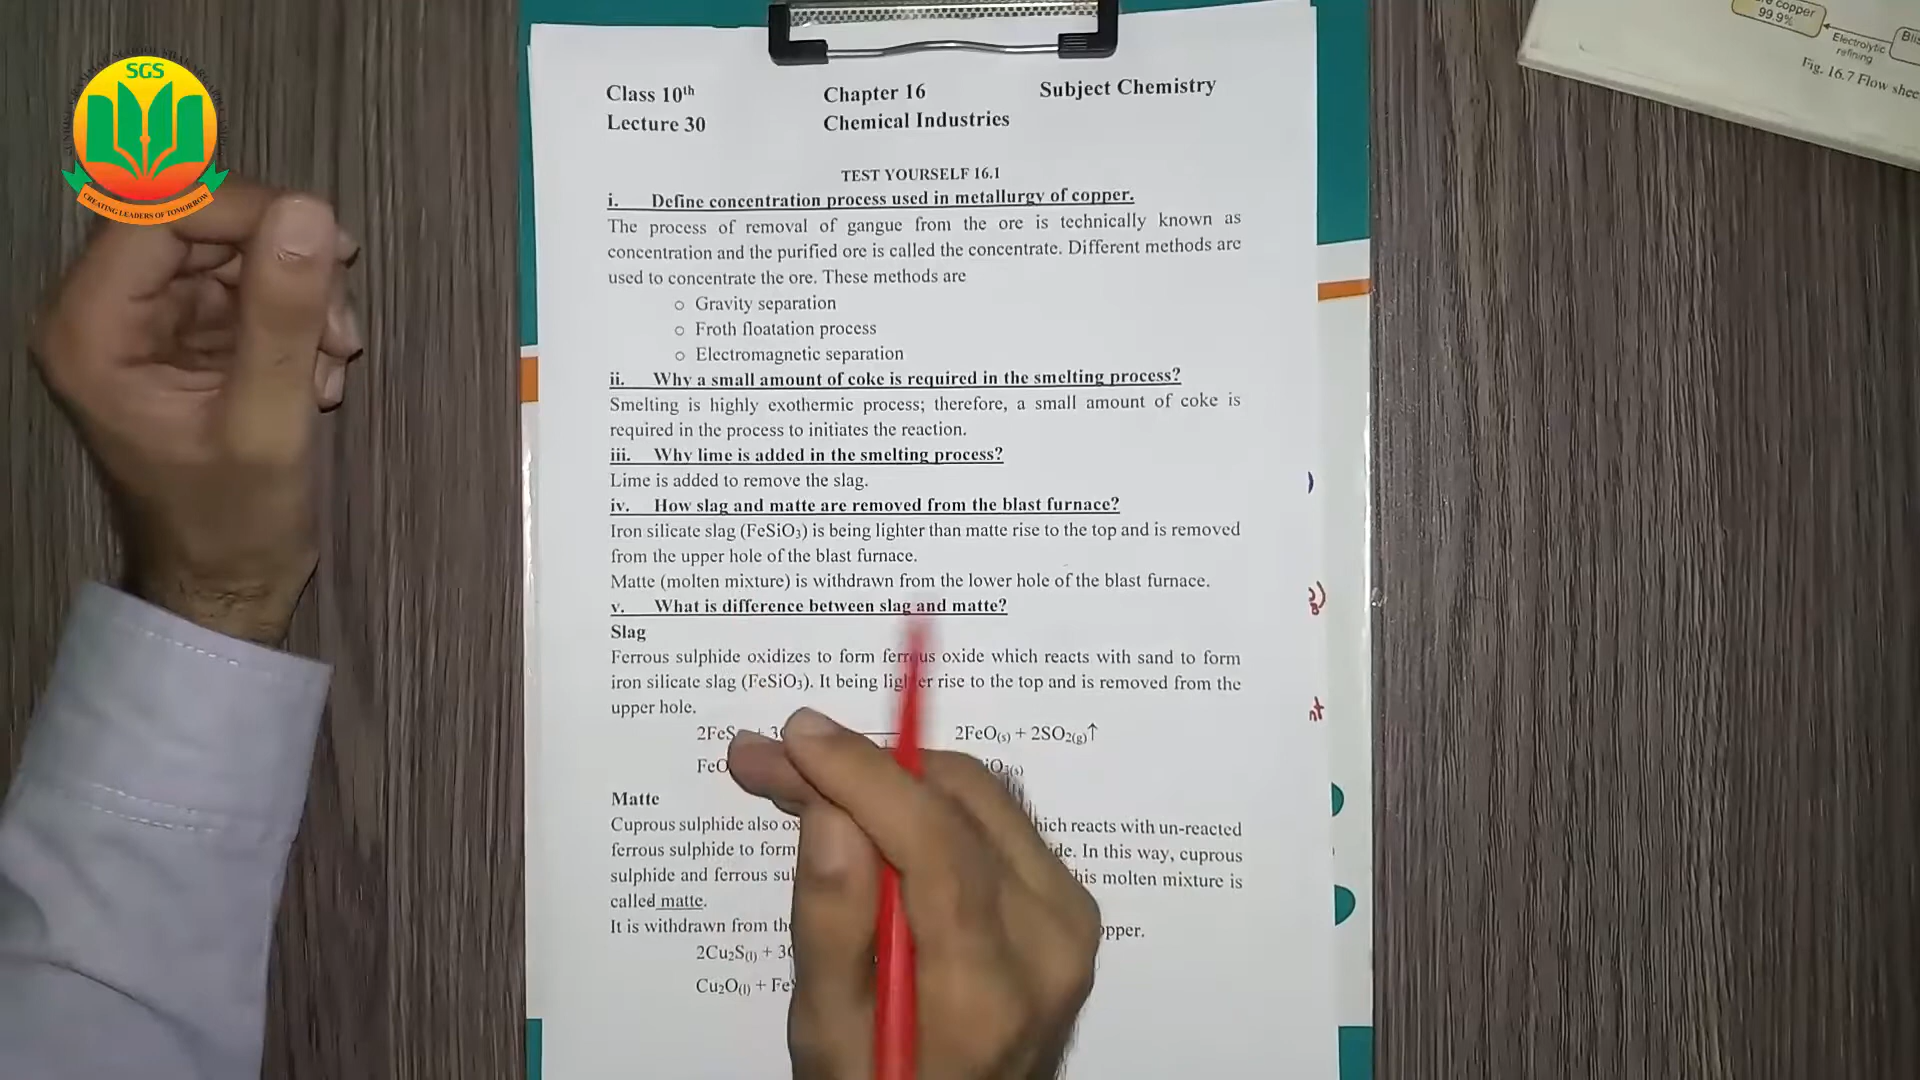 SGS
CREATING LEADERS OF TOMORROW
copper
99.9%
Electrolytic
refining
Fig. 16.7 Flow
Class 10th Chapter 16 Subject Chemistry
Lecture 30 Chemical Industries
TEST YOURSELF 16.1
i. Define concentration process used in metallurgy of copper.
The process of removal of gangue from the ore is technically known as
concentration and the purified ore is called the concentrate. Different methods are
used to concentrate the ore. These methods are
o Gravity separation
o Froth floatation process
o Electromagnetic separation
ii. Why a small amount of coke is required in the smelting process?
Smelting is highly exothermic process; therefore, a small amount of coke is
required in the process to initiates the reaction.
iii. Why lime is added in the smelting process?
Lime is added to remove the slag.
iv. How slag and matte are removed from the blast furnace?
Iron silicate slag (FeSiO₃) is being lighter than matte rise to the top and is removed
from the upper hole of the blast furnace.
Matte (molten mixture) is withdrawn from the lower hole of the blast furnace.
v. What is difference between slag and matte?
Slag
Ferrous sulphide oxidizes to form ferrous oxide which reacts with sand to form
iron silicate slag (FeSiO₃). It being lighter rise to the top and is removed from the
upper hole.
2FeS + 3 2FeO(s) + 2SO₂(g)↑
FeO iO₃(s)
Matte
Cuprous sulphide also reacts with un-reacted
ferrous sulphide to form In this way, cuprous
sulphide and ferrous This molten mixture is
called matte.
It is withdrawn from
2Cu₂S(l) + 3
Cu₂O(l) + Fe